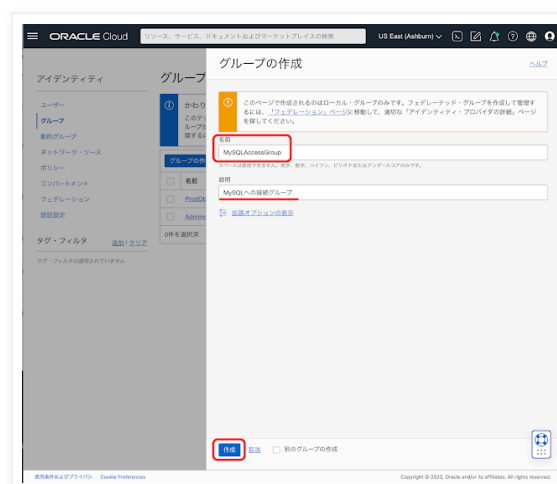 ORACLE Cloud
リソース、サービス、ドキュメントおよびマーケットプレイスの検索
US East (Ashburn)
アイデンティティ
ユーザー
グループ
動的グループ
ネットワーク・ソース
ポリシー
コンパートメント
フェデレーション
認証設定
タグ・フィルタ
追加 | クリア
タグ・フィルタは適用されていません
グループ
かわり
このテ
ループが
理するに
グループの作
名前
ProdOb
Adminis
0件を選択済
グループの作成
ヘルプ
このページで作成されるのはローカル・グループのみです。フェデレーテッド・グループを作成して管理するには、「フェデレーション」ページに移動して、適切な「アイデンティティ・プロバイダの詳細」ページを探してください。
名前
MySQLAccessGroup
スペースは使用できません。英字、数字、ハイフン、ピリオドまたはアンダースコアのみです。
説明
MySQLへの接続グループ
拡張オプションの表示
作成
取消
別のグループの作成
使用条件およびプライバシ
Cookie Preferences
Copyright © 2022, Oracle and/or its affiliates. All rights reserved.